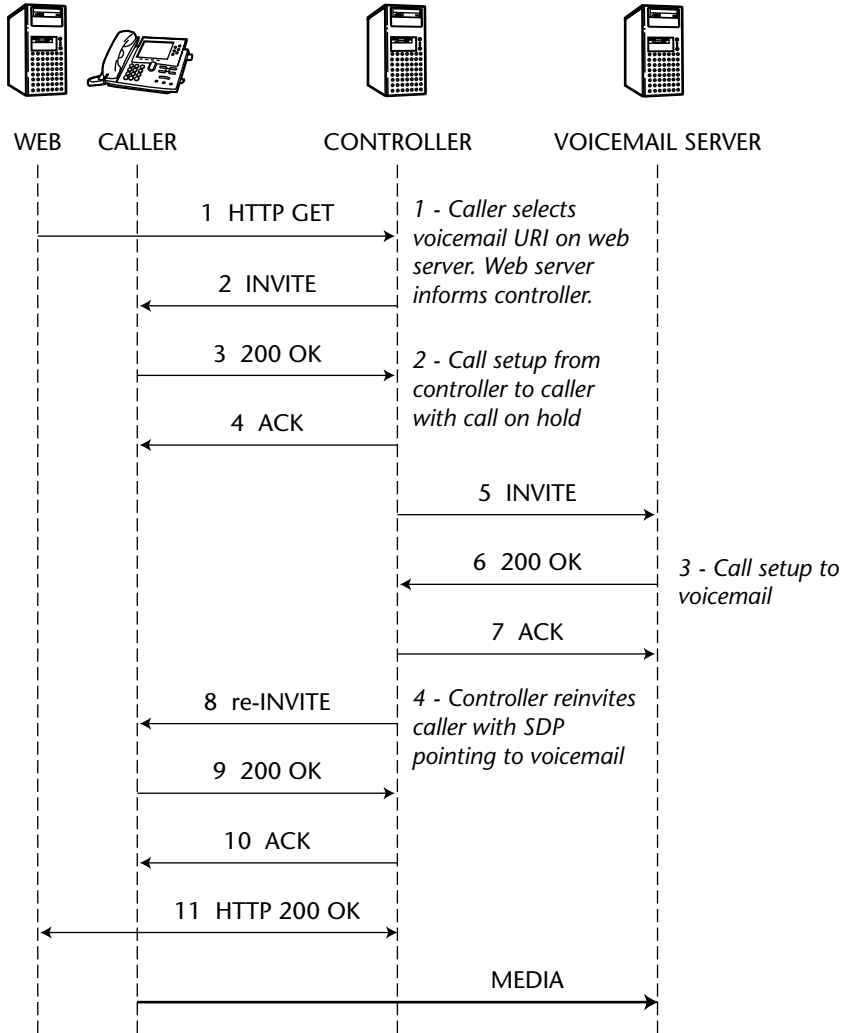 WEB CALLER CONTROLLER VOICEMAIL SERVER
1 HTTP GET
1 - Caller selects
voicemail URI on web
server. Web server
informs controller.
2 INVITE
3 200 OK
2 - Call setup from
controller to caller
with call on hold
4 ACK
5 INVITE
6 200 OK
3 - Call setup to
voicemail
7 ACK
8 re-INVITE
4 - Controller reinvites
caller with SDP
pointing to voicemail
9 200 OK
10 ACK
11 HTTP 200 OK
MEDIA